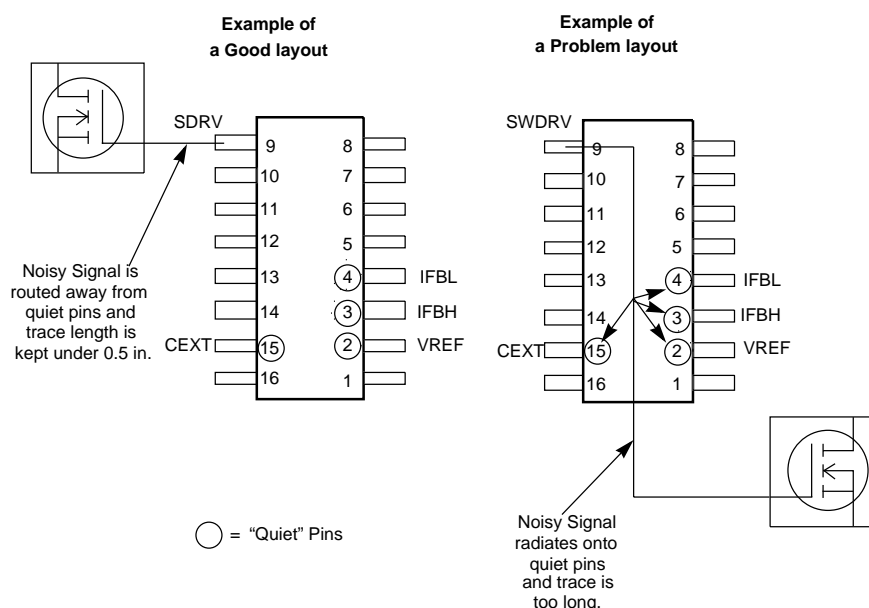 Example of
a Good layout
SDRV
9 8
10 7
11 6
12 5
13 4 IFBL
14 3 IFBH
CEXT 15 2 VREF
16 1
Noisy Signal is
routed away from
quiet pins and
trace length is
kept under 0.5 in.
= “Quiet” Pins
Example of
a Problem layout
SWDRV
9 8
10 7
11 6
12 5
13 4 IFBL
14 3 IFBH
CEXT 15 2 VREF
16 1
Noisy Signal
radiates onto
quiet pins
and trace is
too long.